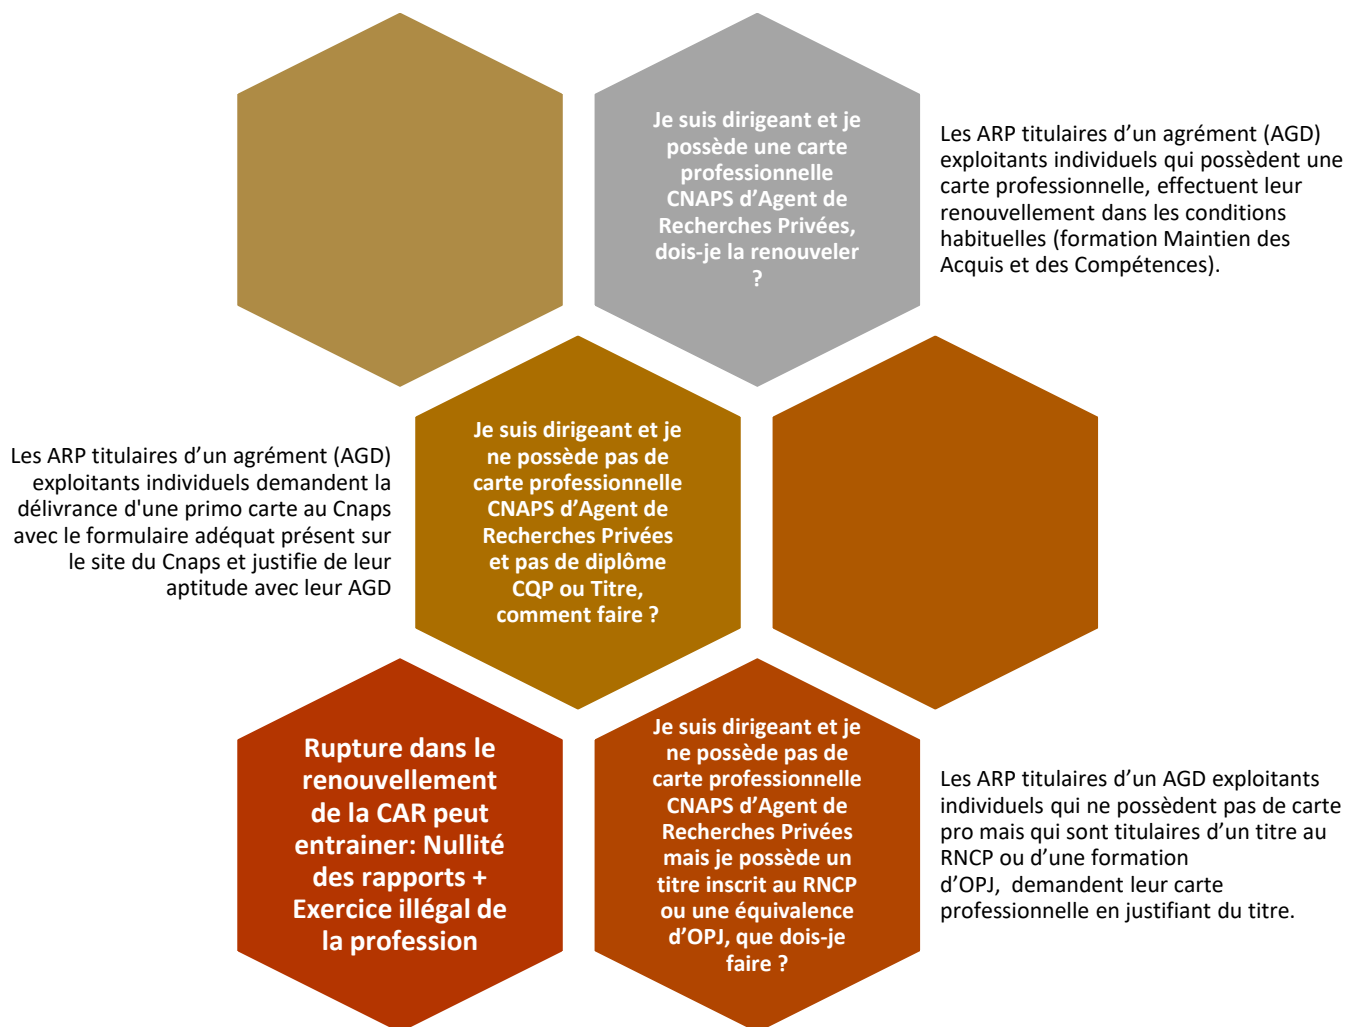 Je suis dirigeant et je
possède une carte
professionnelle
CNAPS d’Agent de
Recherches Privées,
dois-je la renouveler
?
Les ARP titulaires d’un agrément (AGD)
exploitants individuels qui possèdent une
carte professionnelle, effectuent leur
renouvellement dans les conditions
habituelles (formation Maintien des
Acquis et des Compétences).
Les ARP titulaires d’un agrément (AGD)
exploitants individuels demandent la
délivrance d'une primo carte au Cnaps
avec le formulaire adéquat présent sur
le site du Cnaps et justifie de leur
aptitude avec leur AGD
Je suis dirigeant et je
ne possède pas de
carte professionnelle
CNAPS d’Agent de
Recherches Privées
et pas de diplôme
CQP ou Titre,
comment faire ?
Rupture dans le
renouvellement
de la CAR peut
entrainer: Nullité
des rapports +
Exercice illégal de
la profession
Je suis dirigeant et je
ne possède pas de
carte professionnelle
CNAPS d’Agent de
Recherches Privées
mais je possède un
titre inscrit au RNCP
ou une équivalence
d’OPJ, que dois-je
faire ?
Les ARP titulaires d’un AGD exploitants
individuels qui ne possèdent pas de carte
pro mais qui sont titulaires d’un titre au
RNCP ou d’une formation
d’OPJ, demandent leur carte
professionnelle en justifiant du titre.